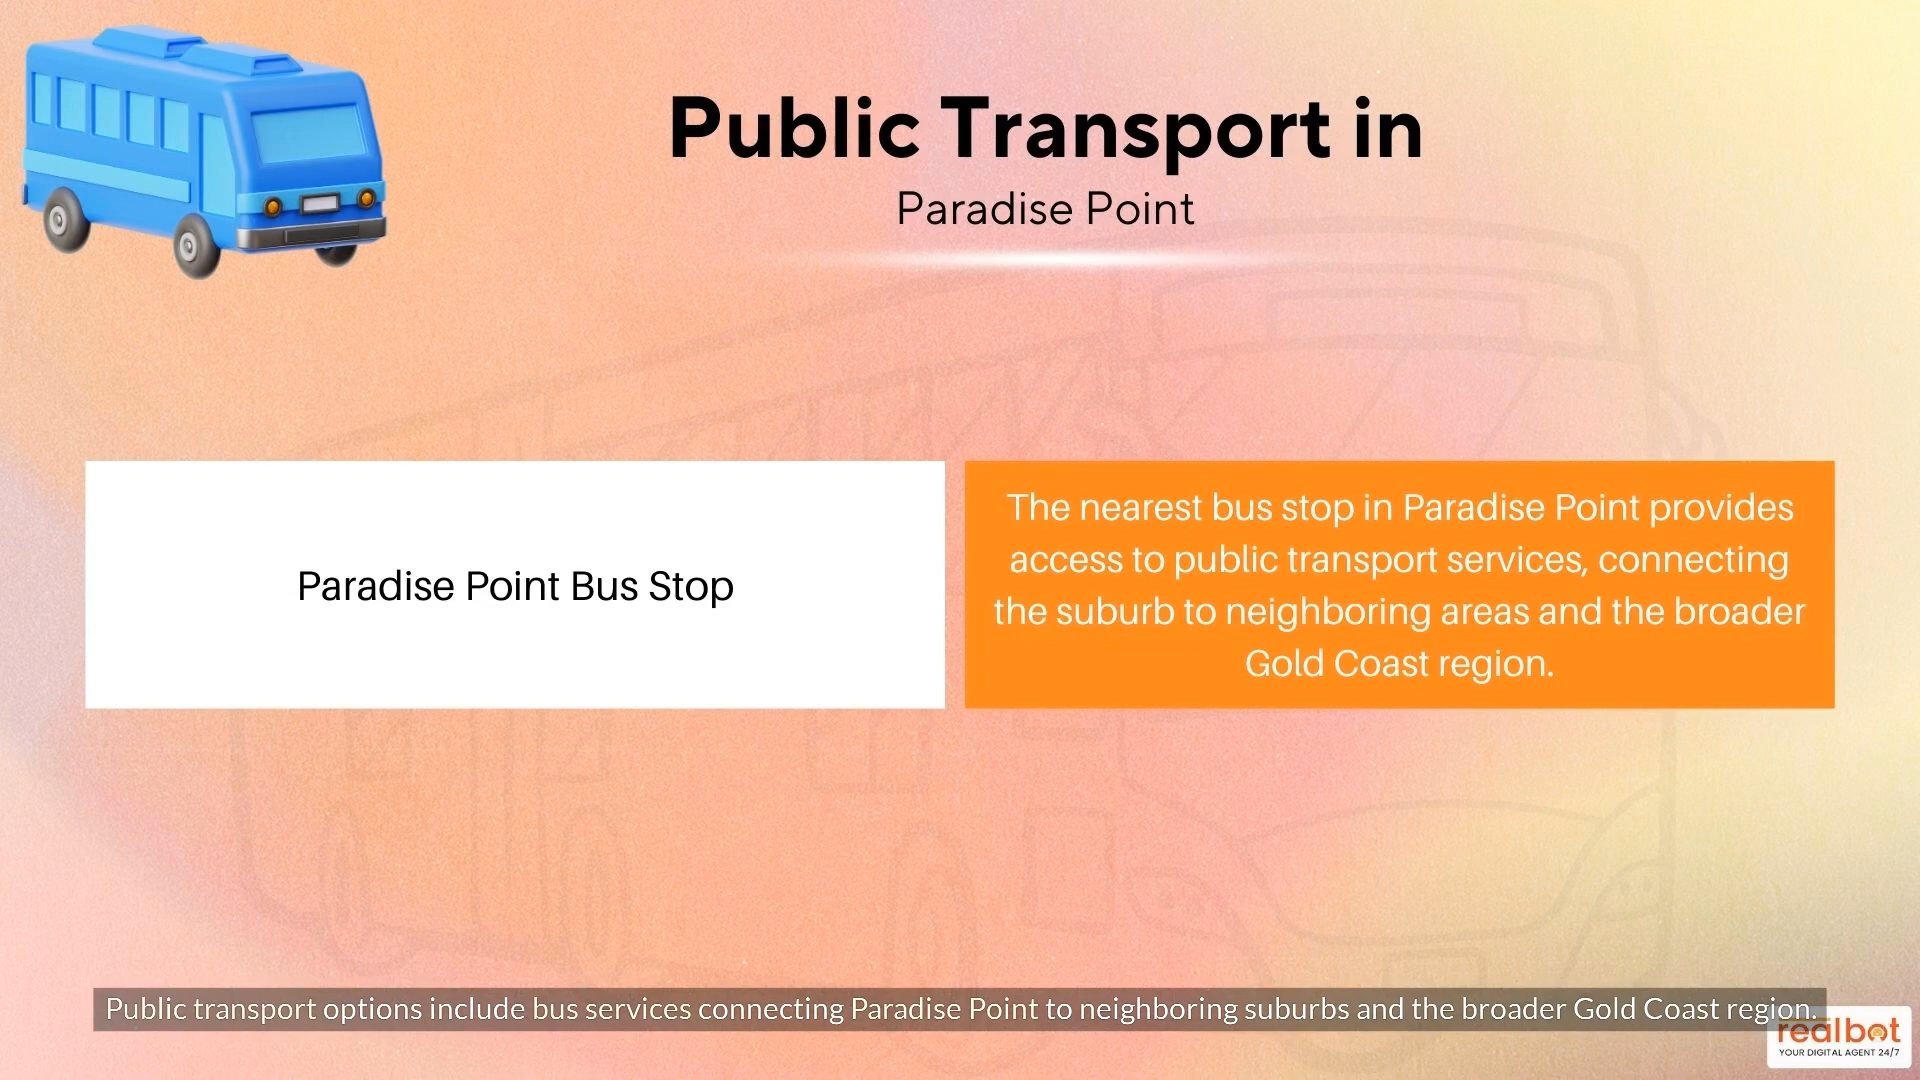 Public Transport in
Paradise Point
Paradise Point Bus Stop
The nearest bus stop in Paradise Point provides
access to public transport services, connecting
the suburb to neighboring areas and the broader
Gold Coast region.
Public transport options include bus services connecting Paradise Point to neighboring suburbs and the broader Gold Coast region.
realbot
YOUR DIGITAL AGENT 24/7